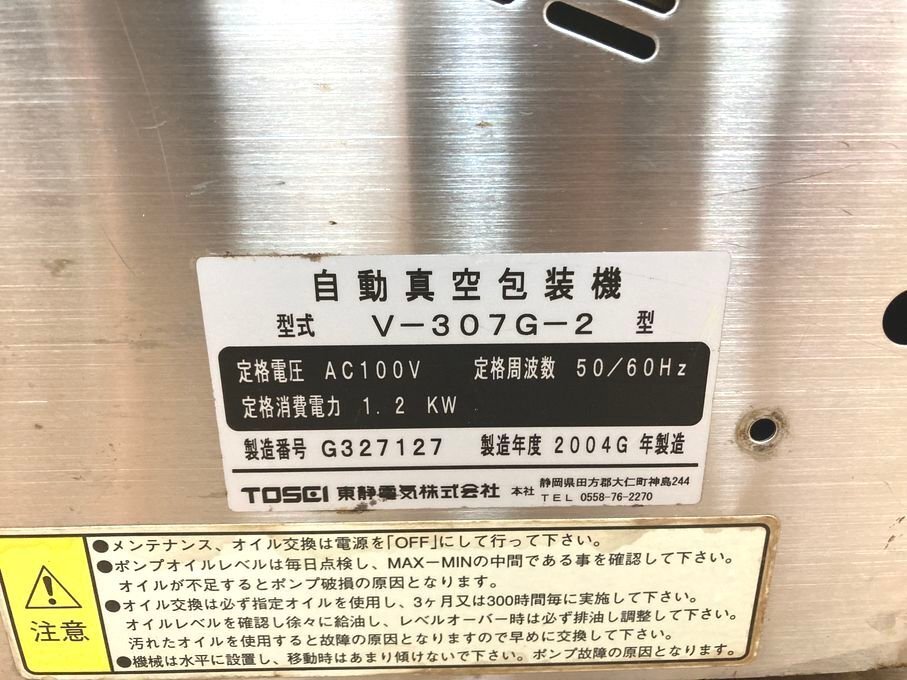 自動真空包装機
型式 V-307G-2 型
定格電圧 AC100V 定格周波数 50/60Hz
定格消費電力 1.2 KW
製造番号 G327127 製造年度 2004G 年製造
TOSEI 東静電気株式会社 本社 静岡県田方郡大仁町神島244
TEL 0558-76-2270
注意
●メンテナンス、オイル交換は電源を「OFF」にして行って下さい。
●ポンプオイルレベルは毎日点検し、MAX-MINの中間である事を確認して下さい。
オイルが不足するとポンプ破損の原因となります。
●オイル交換は必ず指定オイルを使用し、3ヶ月又は300時間毎に実施して下さい。
オイルレベルを確認し徐々に給油し、レベルオーバー時は必ず排油し調整して下さい。
汚れたオイルを使用すると故障の原因となりますので早めに交換して下さい。
●機械は水平に設置し、移動時はあまり傾けないで下さい。ポンプ故障の原因となります。